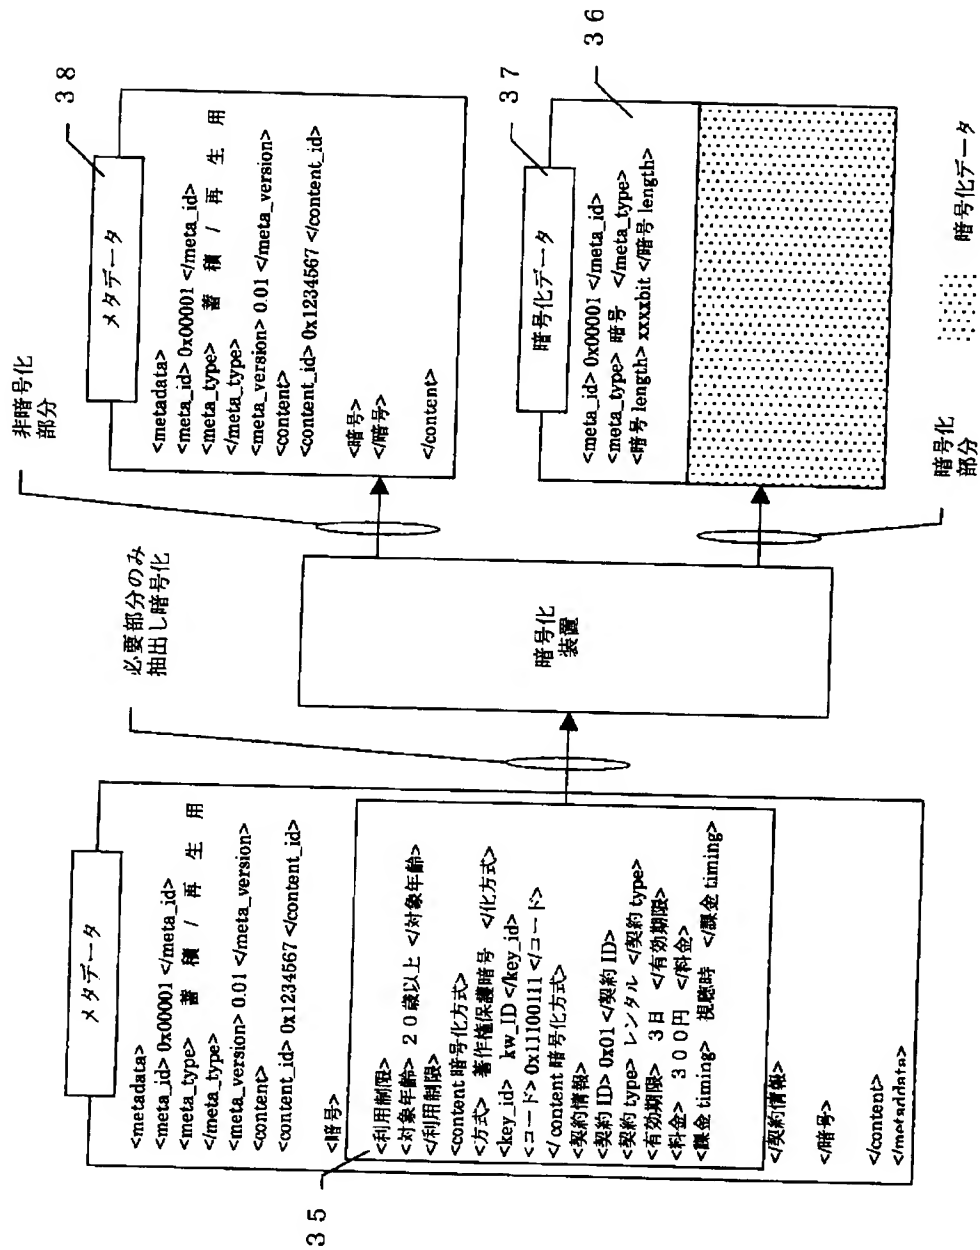 メタデータ
<metadata>
<meta_id> 0x00001 </meta_id>
<meta_type> 蓄 積 / 再 生 用
</meta_type>
<meta_version> 0.01 </meta_version>
<content>
<content_id> 0x1234567 </content_id>
<暗号>
35
<利用制限>
<対象年齢> 20歳以上 </対象年齢>
</利用制限>
<content 暗号化方式>
<方式> 著作権保護暗号 </化方式>
<key_id> kw_ID </key_id>
<コード> 0x11100111 </コード>
</content 暗号化方式>
<契約情報>
<契約 ID> 0x01 </契約 ID>
<契約 type> レンタル </契約 type>
<有効期限> 3日 </有効期限>
<料金> 300円 </料金>
<課金 timing> 視聴時 </課金 timing>
</契約情報>
</暗号>
</content>
</metaddata>
必要部分のみ
抽出し暗号化
暗号化
装置
非暗号化
部分
38
メタデータ
<metadata>
<meta_id> 0x00001 </meta_id>
<meta_type> 蓄 積 / 再 生 用
</meta_type>
<meta_version> 0.01 </meta_version>
<content>
<content_id> 0x1234567 </content_id>
<暗号>
</暗号>
</content>
37
36
暗号化データ
<meta_id> 0x00001 </meta_id>
<meta_type> 暗号 </meta_type>
<暗号 length> xxxxbit </暗号 length>
暗号化
部分
暗号化データ